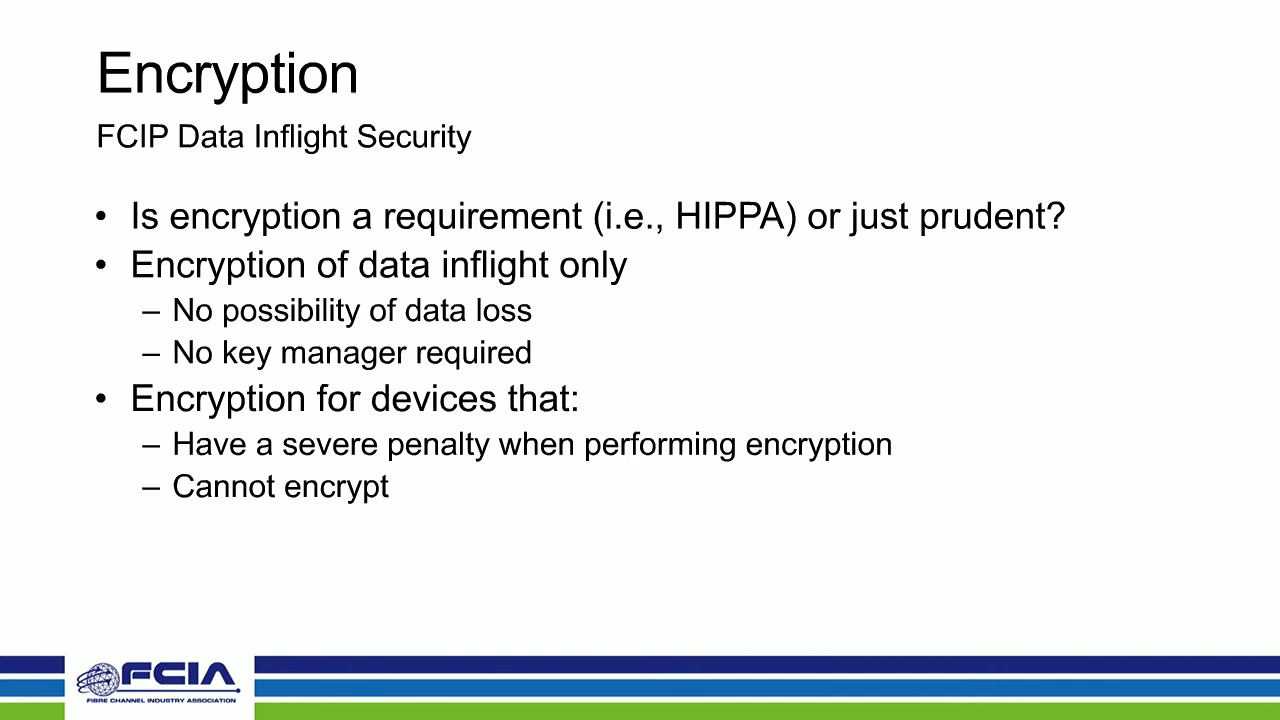 Encryption
FCIP Data Inflight Security
• Is encryption a requirement (i.e., HIPPA) or just prudent?
• Encryption of data inflight only
– No possibility of data loss
– No key manager required
• Encryption for devices that:
– Have a severe penalty when performing encryption
– Cannot encrypt
FCIA
FIBRE CHANNEL INDUSTRY ASSOCIATION